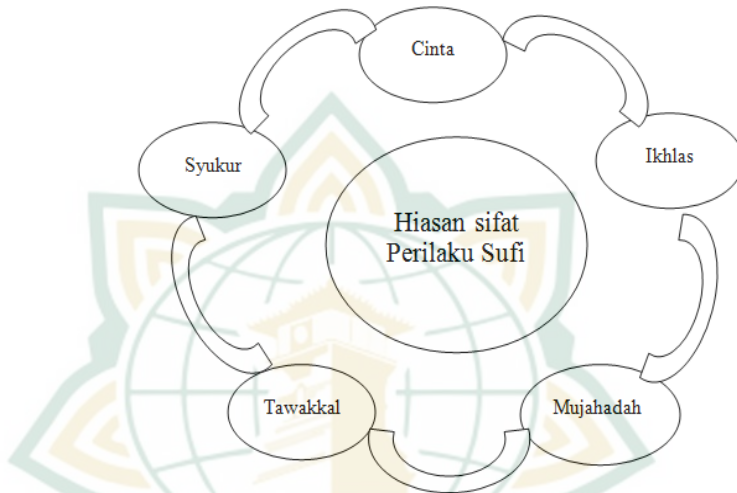 Cinta
Ikhlas
Syukur
Hiasan sifat
Perilaku Sufi
Mujahadah
Tawakkal